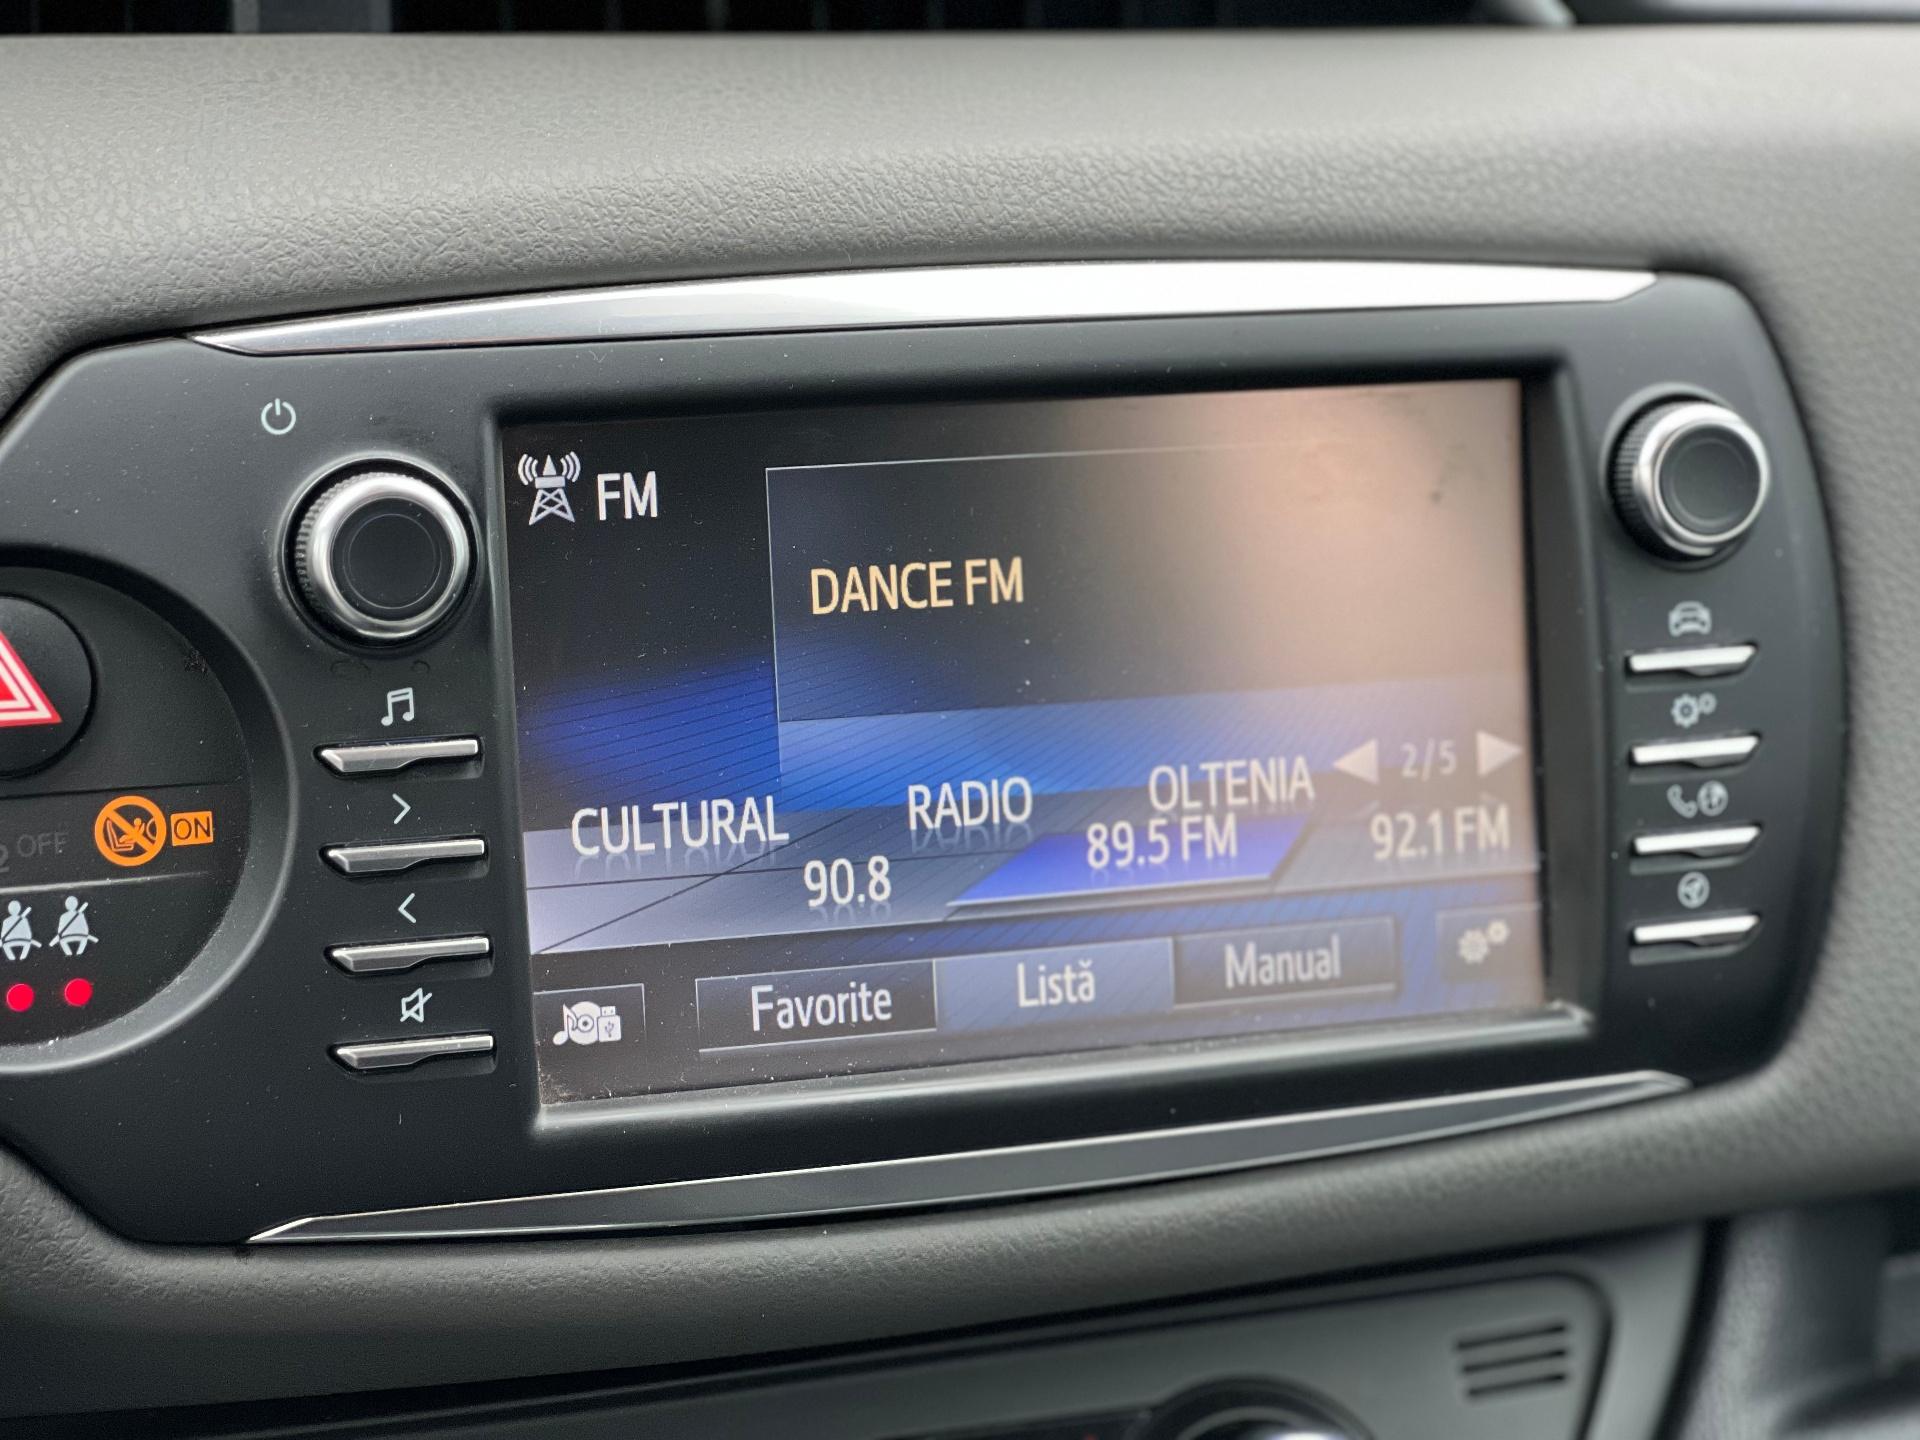 FM
DANCE FM
2/5
CULTURAL RADIO OLTENIA
90.8 89.5 FM 92.1 FM
Favorite Listă Manual
OFF
ON